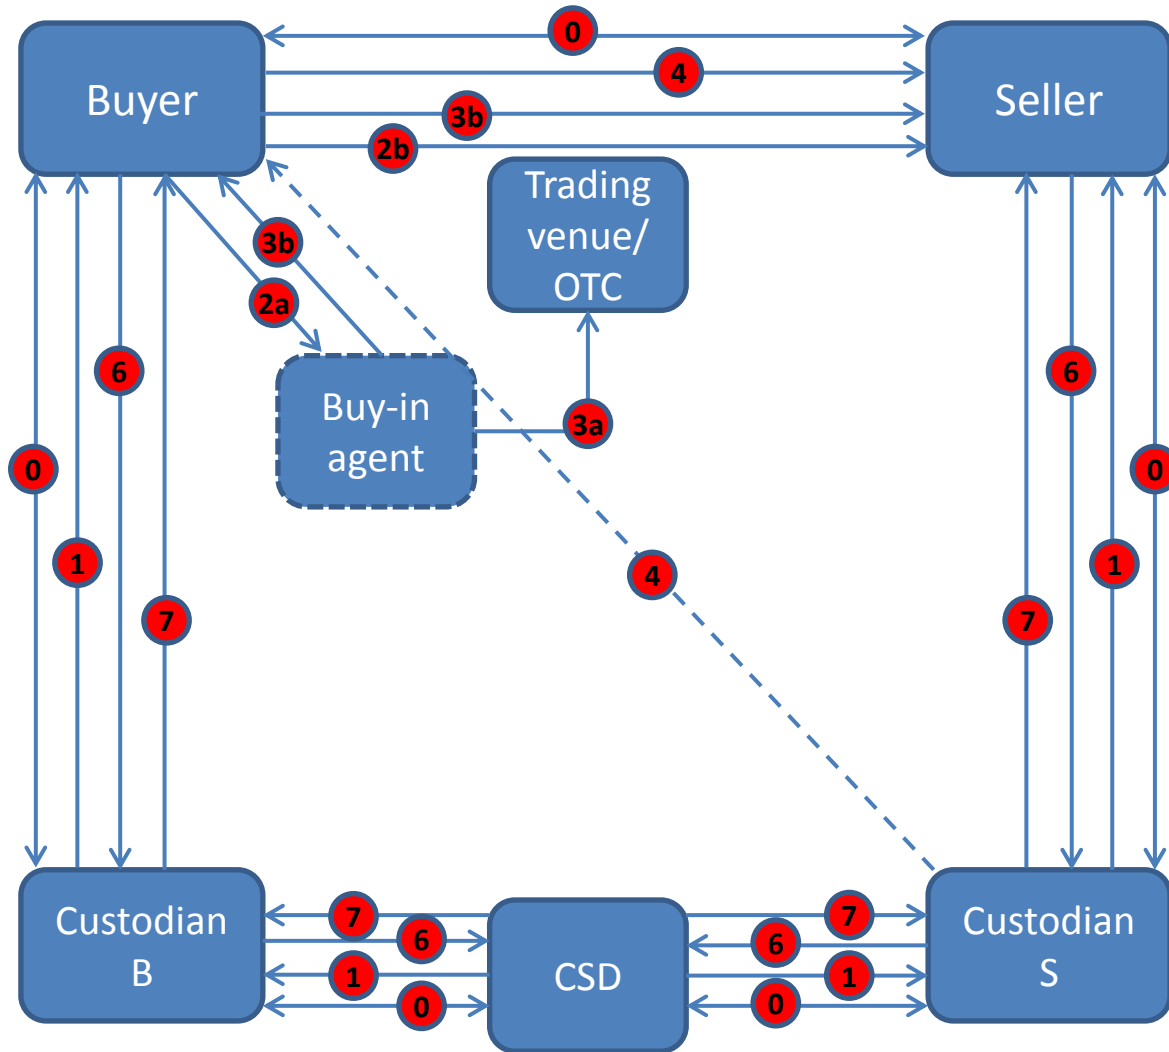 0
Buyer
4
Seller
3b
2b
Trading
venue/
OTC
3b
2a
6
6
Buy-in
agent
3a
0
0
1
4
1
7
7
Custodian
B
7
7
Custodian
S
6
6
CSD
1
1
0
0